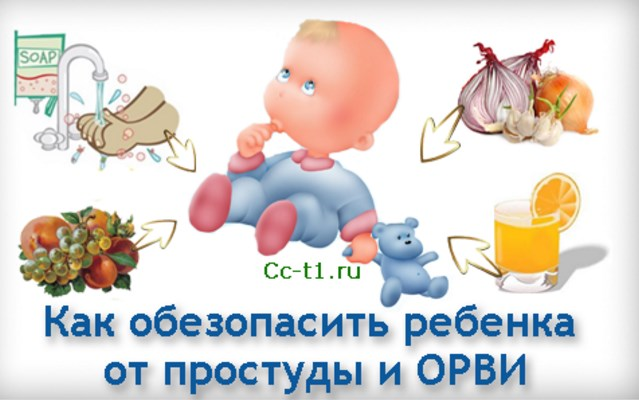 SOAP
Cc-t1.ru
Как обезопасить ребенка
от простуды и ОРВИ